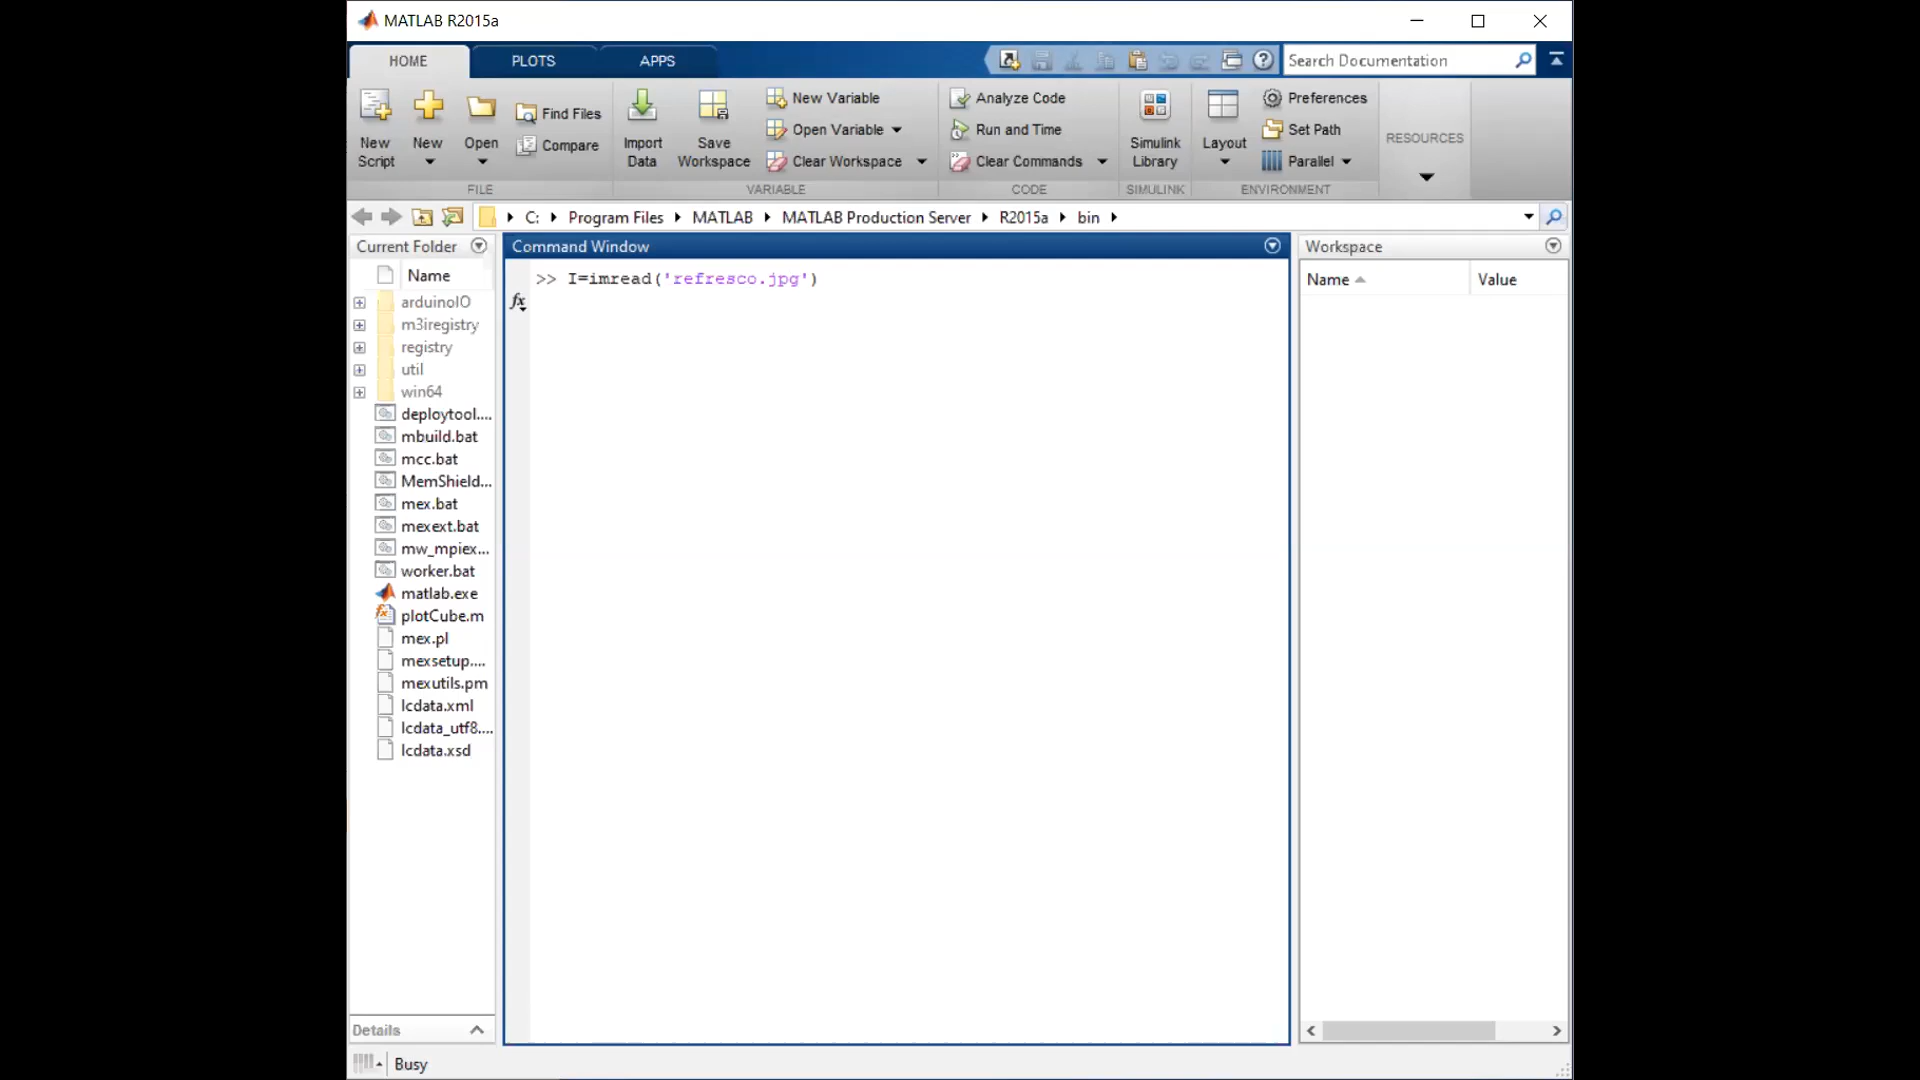 MATLAB R2015a
HOME
PLOTS
APPS
Search Documentation
New Script
New
Open
Find Files
Compare
FILE
Import Data
Save Workspace
New Variable
Open Variable
Clear Workspace
VARIABLE
Analyze Code
Run and Time
Clear Commands
CODE
Simulink Library
SIMULINK
Layout
Preferences
Set Path
Parallel
ENVIRONMENT
RESOURCES
C: Program Files MATLAB MATLAB Production Server R2015a bin
Current Folder
Name
arduinoIO
m3iregistry
registry
util
win64
deploytool....
mbuild.bat
mcc.bat
MemShield...
mex.bat
mexext.bat
mw_mpiex...
worker.bat
matlab.exe
plotCube.m
mex.pl
mexsetup....
mexutils.pm
lcdata.xml
lcdata_utf8....
lcdata.xsd
Details
Command Window
>> I=imread('refresco.jpg')
fx
Workspace
Name
Value
Busy